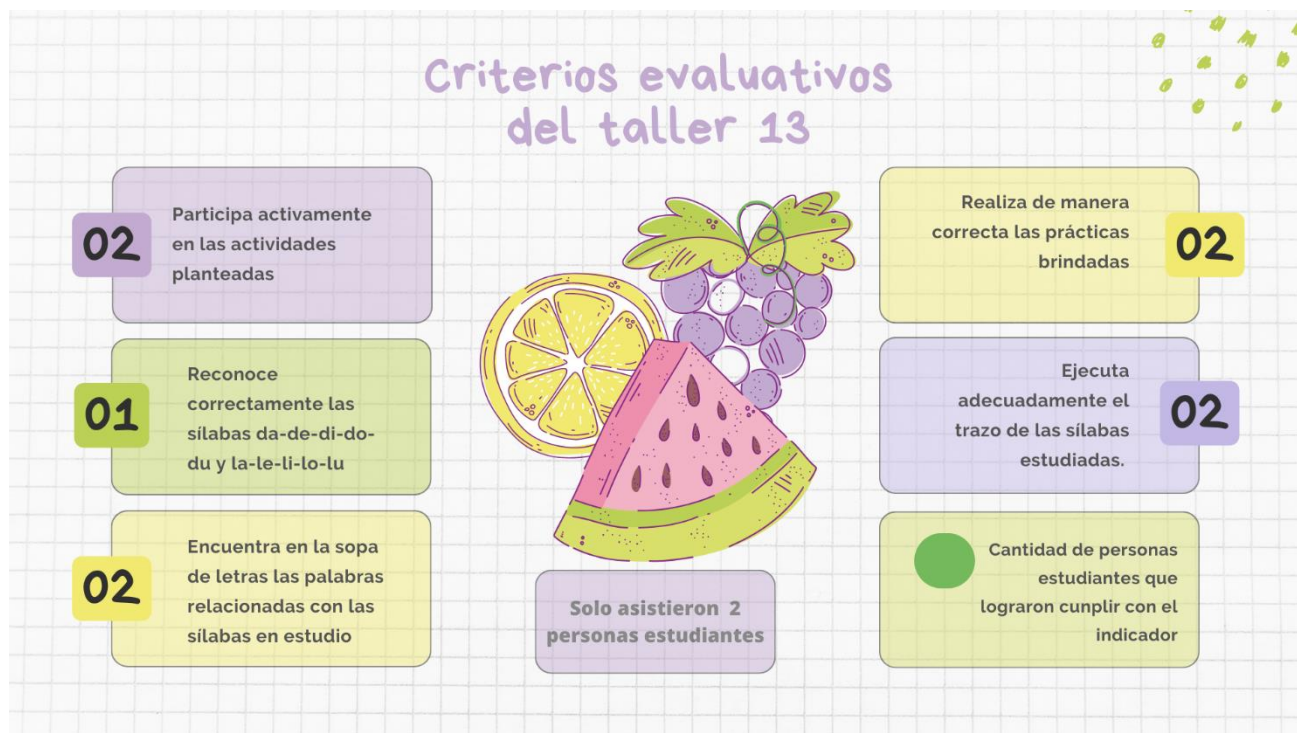 Criterios evaluativos
del taller 13
02
Participa activamente
en las actividades
planteadas
01
Reconoce
correctamente las
sílabas da-de-di-do-
du y la-le-li-lo-lu
02
Encuentra en la sopa
de letras las palabras
relacionadas con las
sílabas en estudio
Solo asistieron 2
personas estudiantes
Realiza de manera
correcta las prácticas
brindadas
02
Ejecuta
adecuadamente el
trazo de las sílabas
estudiadas.
02
Cantidad de personas
estudiantes que
lograron cunplir con el
indicador